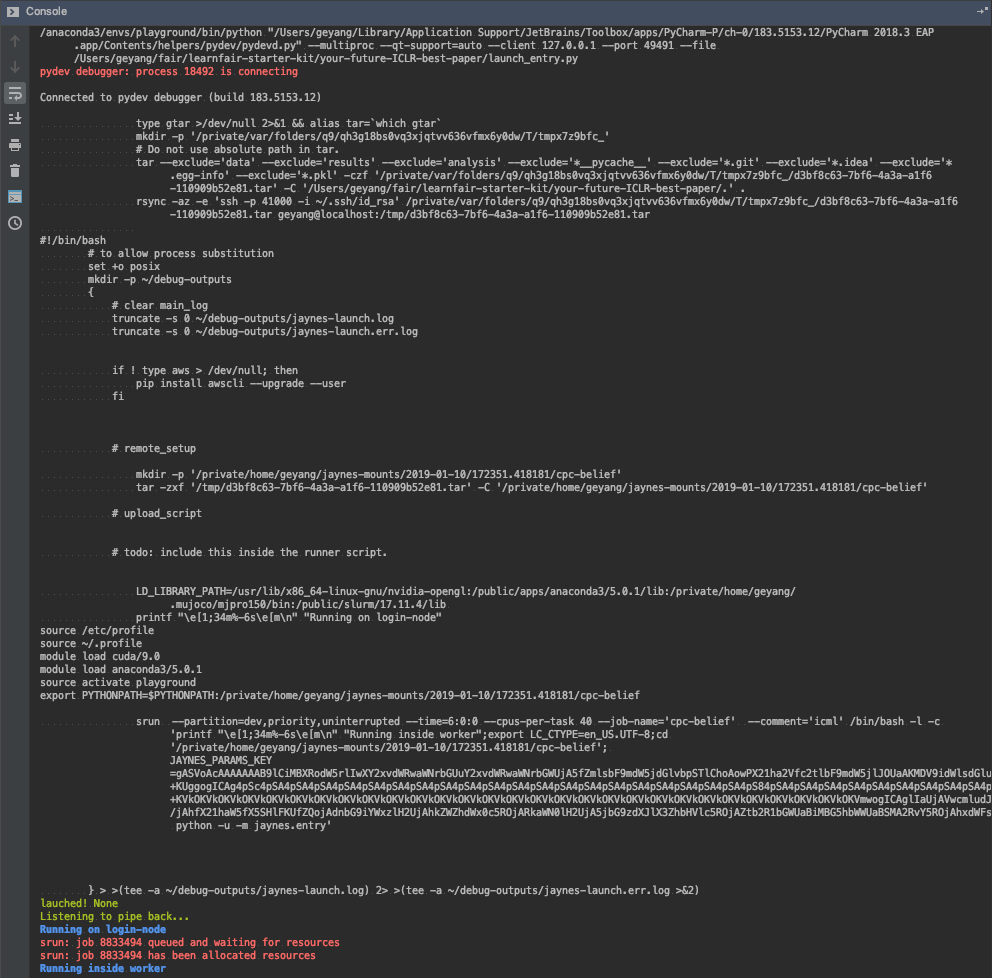 Console
/anaconda3/envs/playground/bin/python "/Users/geyang/Library/Application Support/JetBrains/Toolbox/apps/PyCharm-P/ch-0/183.5153.12/PyCharm 2018.3 EAP
.app/Contents/helpers/pydev/pydevd.py" --multiproc --qt-support=auto --client 127.0.0.1 --port 49491 --file
/Users/geyang/fair/learnfair-starter-kit/your-future-ICLR-best-paper/launch_entry.py
pydev debugger: process 18492 is connecting
Connected to pydev debugger (build 183.5153.12)
type gtar >/dev/null 2>&1 && alias tar=`which gtar`
mkdir -p '/private/var/folders/q9/qh3g18bs0vq3xjqtvv636vfmx6y0dw/T/tmpx7z9bfc_'
# Do not use absolute path in tar.
tar --exclude='data' --exclude='results' --exclude='analysis' --exclude='*__pycache__' --exclude='*.git' --exclude='*.idea' --exclude='*
.egg-info' --exclude='*.pkl' -czf '/private/var/folders/q9/qh3g18bs0vq3xjqtvv636vfmx6y0dw/T/tmpx7z9bfc_/d3bf8c63-7bf6-4a3a-a1f6
-110909b52e81.tar' -C '/Users/geyang/fair/learnfair-starter-kit/your-future-ICLR-best-paper/.' .
rsync -az -e 'ssh -p 41000 -i ~/.ssh/id_rsa' /private/var/folders/q9/qh3g18bs0vq3xjqtvv636vfmx6y0dw/T/tmpx7z9bfc_/d3bf8c63-7bf6-4a3a-a1f6
-110909b52e81.tar geyang@localhost:/tmp/d3bf8c63-7bf6-4a3a-a1f6-110909b52e81.tar
#!/bin/bash
# to allow process substitution
set +o posix
mkdir -p ~/debug-outputs
{
# clear main_log
truncate -s 0 ~/debug-outputs/jaynes-launch.log
truncate -s 0 ~/debug-outputs/jaynes-launch.err.log
if ! type aws > /dev/null; then
pip install awscli --upgrade --user
fi
# remote_setup
mkdir -p '/private/home/geyang/jaynes-mounts/2019-01-10/172351.418181/cpc-belief'
tar -zxf '/tmp/d3bf8c63-7bf6-4a3a-a1f6-110909b52e81.tar' -C '/private/home/geyang/jaynes-mounts/2019-01-10/172351.418181/cpc-belief'
# upload_script
# todo: include this inside the runner script.
LD_LIBRARY_PATH=/usr/lib/x86_64-linux-gnu/nvidia-opengl:/public/apps/anaconda3/5.0.1/lib:/private/home/geyang/
.mujoco/mjpro150/bin:/public/slurm/17.11.4/lib
printf "\e[1;34m%-6s\e[m\n" "Running on login-node"
source /etc/profile
source ~/.profile
module load cuda/9.0
module load anaconda3/5.0.1
source activate playground
export PYTHONPATH=$PYTHONPATH:/private/home/geyang/jaynes-mounts/2019-01-10/172351.418181/cpc-belief
srun --partition=dev,priority,uninterrupted --time=6:0:0 --cpus-per-task 40 --job-name='cpc-belief' --comment='icml' /bin/bash -l -c
'printf "\e[1;34m%-6s\e[m\n" "Running inside worker";export LC_CTYPE=en_US.UTF-8;cd
'/private/home/geyang/jaynes-mounts/2019-01-10/172351.418181/cpc-belief';
JAYNES_PARAMS_KEY
python -u -m jaynes.entry'
} > >(tee -a ~/debug-outputs/jaynes-launch.log) 2> >(tee -a ~/debug-outputs/jaynes-launch.err.log >&2)
lauched! None
Listening to pipe back...
Running on login-node
srun: job 8833494 queued and waiting for resources
srun: job 8833494 has been allocated resources
Running inside worker